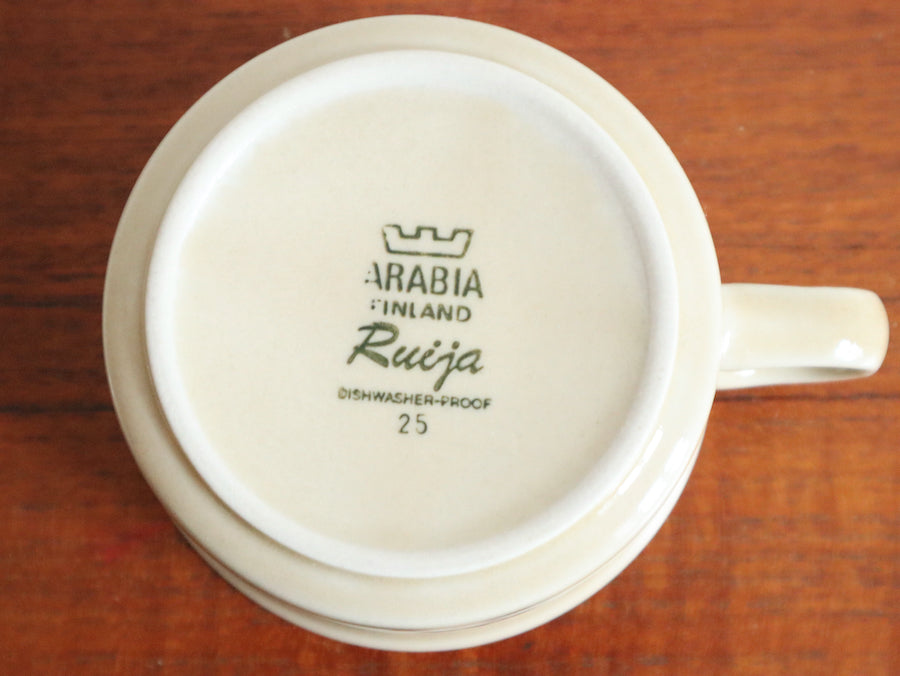 ARABIA
FINLAND
Ruija
DISHWASHER-PROOF
25